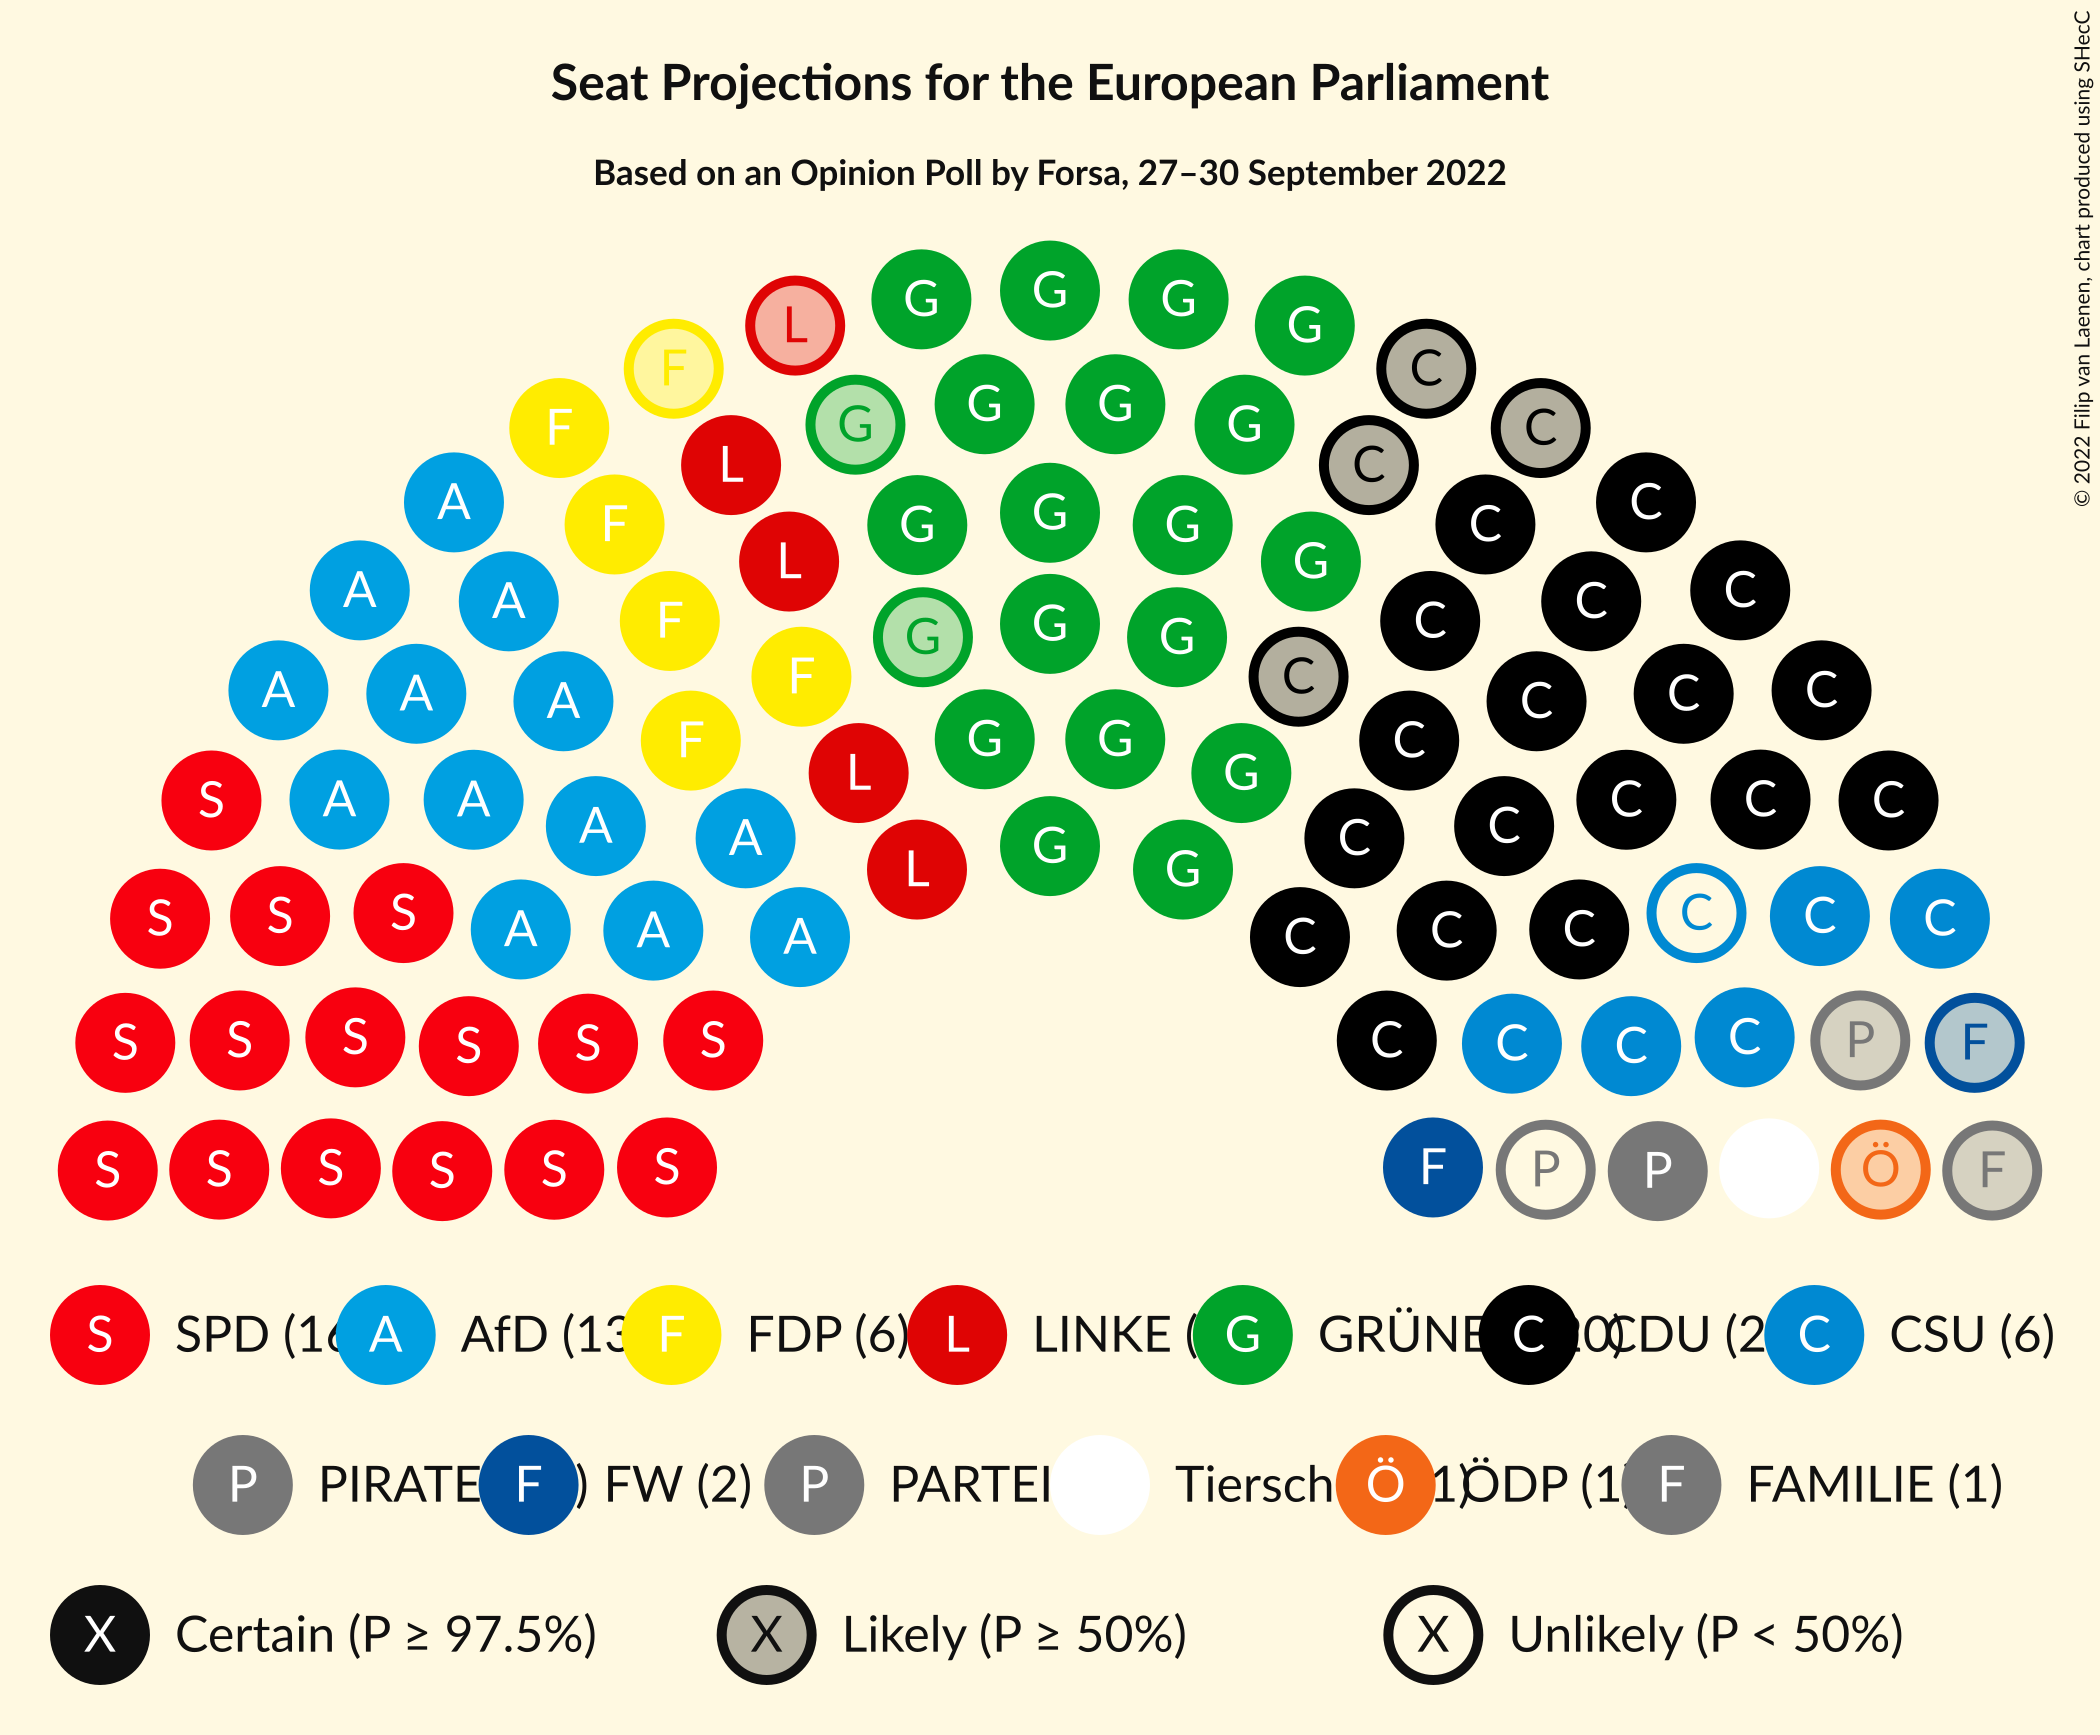 Seat Projections for the European Parliament
Based on an Opinion Poll by Forsa, 27–30 September 2022
© 2022 Filip van Laenen, chart produced using SHecC
G G G G
L C
F G G G G C
F L C C
A F G G G G C C
A A F L G C C C
A A A F F G G G C C C C
S A A A F A L G G G C C C C C C
S S S A A A L G G C C C C C C
S S S S S S C C C C P F
S S S S S S F P P Ö F
S SPD (16 A AfD (13 F FDP (6) L LINKE ( G GRÜNE C 20) CDU (2 C CSU (6)
P PIRATE F ) FW (2) P PARTEI Tiersch Ö 1) ÖDP (1) F FAMILIE (1)
X Certain (P ≥ 97.5%) X Likely (P ≥ 50%) X Unlikely (P < 50%)